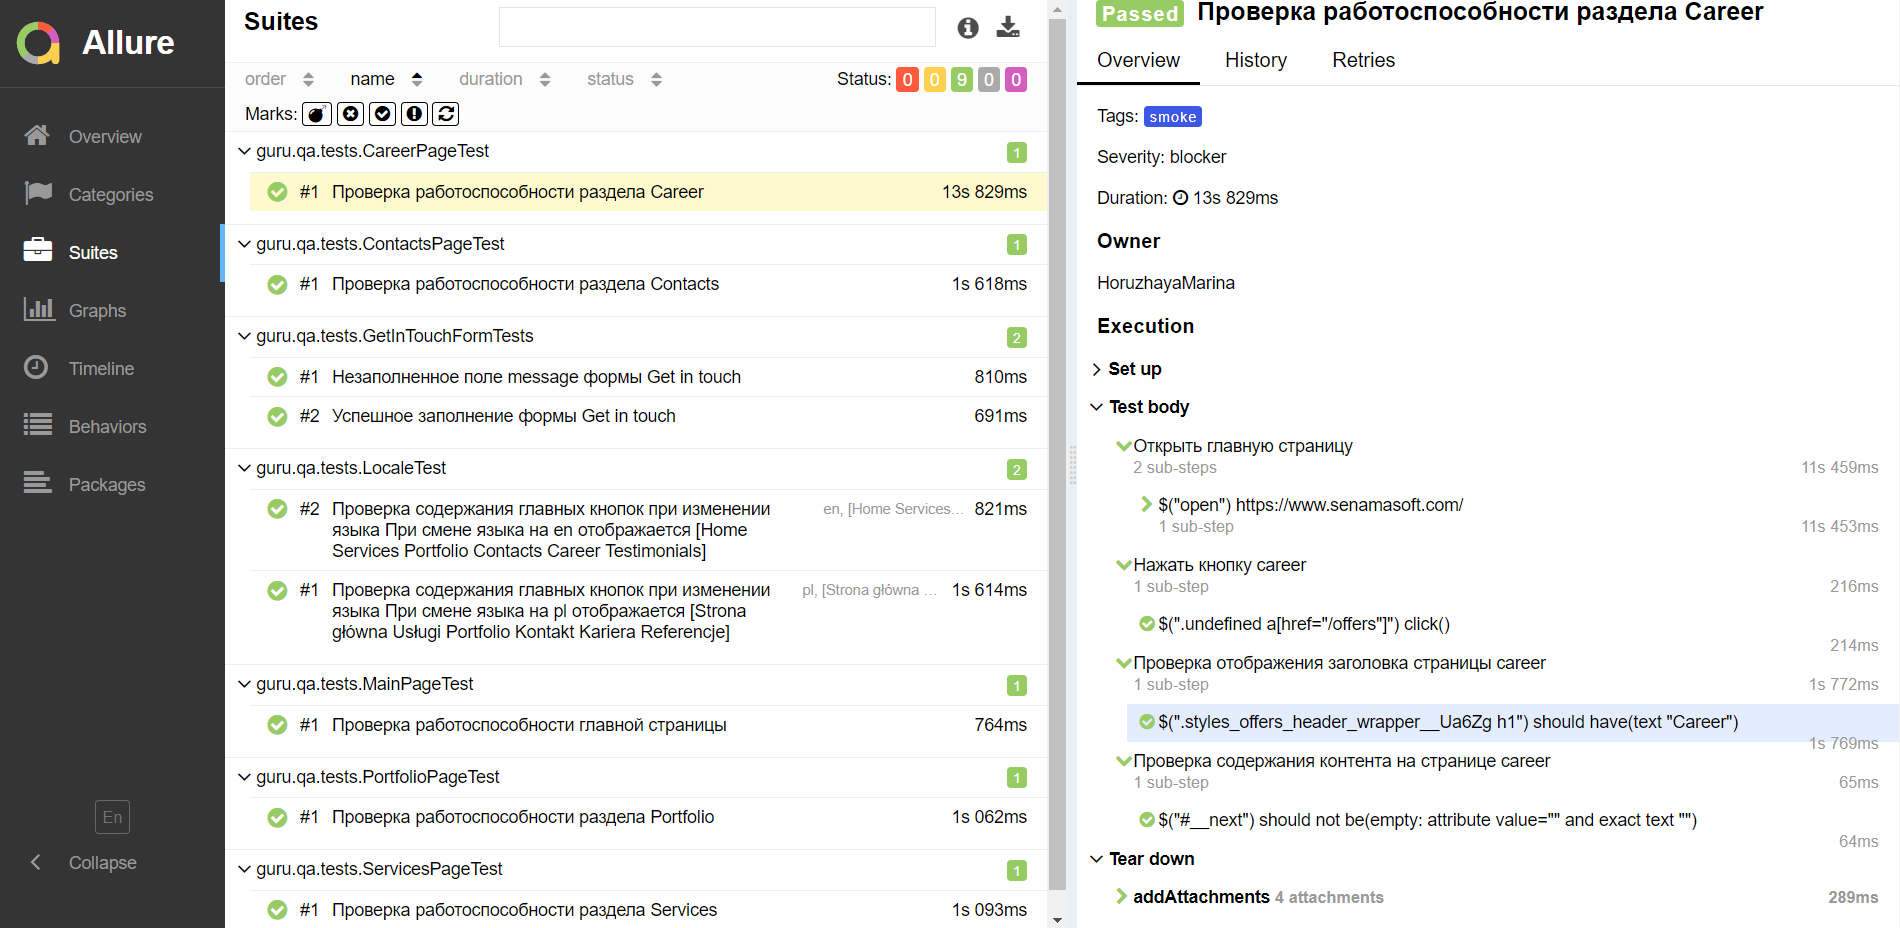 Allure
Overview
Categories
Suites
Graphs
Timeline
Behaviors
Packages
En
Collapse
Suites
order name duration status Status: 0 0 9 0 0
Marks:
guru.qa.tests.CareerPageTest 1
#1 Проверка работоспособности раздела Career 13s 829ms
guru.qa.tests.ContactsPageTest 1
#1 Проверка работоспособности раздела Contacts 1s 618ms
guru.qa.tests.GetInTouchFormTests 2
#1 Незаполненное поле message формы Get in touch 810ms
#2 Успешное заполнение формы Get in touch 691ms
guru.qa.tests.LocaleTest 2
#2 Проверка содержания главных кнопок при изменении en, [Home Services... 821ms
языка При смене языка на en отображается [Home
Services Portfolio Contacts Career Testimonials]
#1 Проверка содержания главных кнопок при изменении pl, [Strona główna ... 1s 614ms
языка При смене языка на pl отображается [Strona
główna Usługi Portfolio Kontakt Kariera Referencje]
guru.qa.tests.MainPageTest 1
#1 Проверка работоспособности главной страницы 764ms
guru.qa.tests.PortfolioPageTest 1
#1 Проверка работоспособности раздела Portfolio 1s 062ms
guru.qa.tests.ServicesPageTest 1
#1 Проверка работоспособности раздела Services 1s 093ms
Passed Проверка работоспособности раздела Career
Overview History Retries
Tags: smoke
Severity: blocker
Duration: 13s 829ms
Owner
HoruzhayaMarina
Execution
Set up
Test body
Открыть главную страницу
2 sub-steps 11s 459ms
$("open") https://www.senamasoft.com/
1 sub-step 11s 453ms
Нажать кнопку career
1 sub-step 216ms
$(".undefined a[href="/offers"]") click()
214ms
Проверка отображения заголовка страницы career
1 sub-step 1s 772ms
$(".styles_offers_header_wrapper__Ua6Zg h1") should have(text "Career")
1s 769ms
Проверка содержания контента на странице career
1 sub-step 65ms
$("#__next") should not be(empty: attribute value="" and exact text "")
64ms
Tear down
addAttachments 4 attachments 289ms